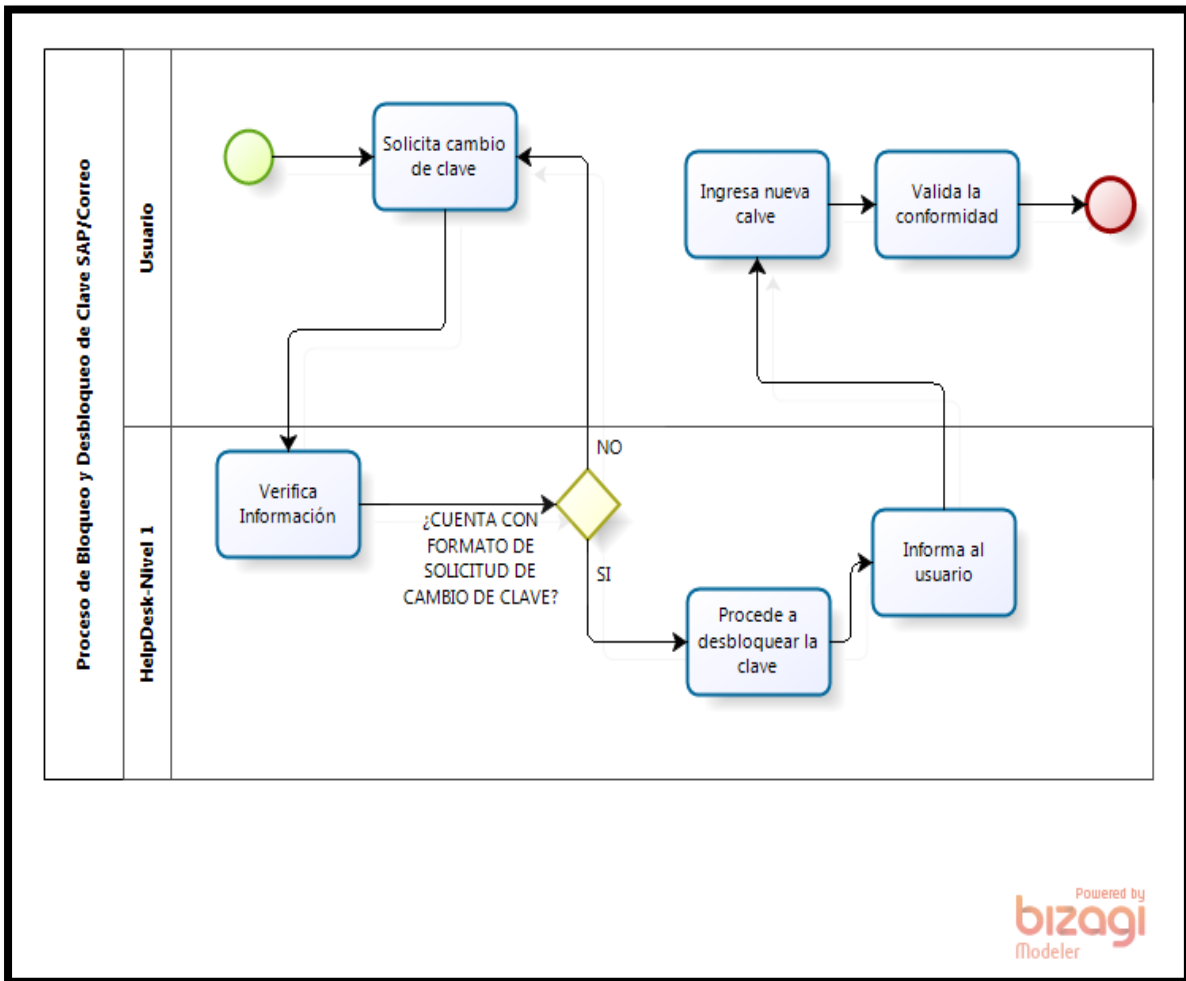 Proceso de Bloqueo y Desbloqueo de Clave SAP/Correo
Usuario
Solicita cambio
de clave
Ingresa nueva
calve
Valida la
conformidad
HelpDesk-Nivel 1
Verifica
Información
NO
¿CUENTA CON
FORMATO DE
SOLICITUD DE
CAMBIO DE CLAVE?
SI
Procede a
desbloquear la
clave
Informa al
usuario
Powered by
bizagi
Modeler